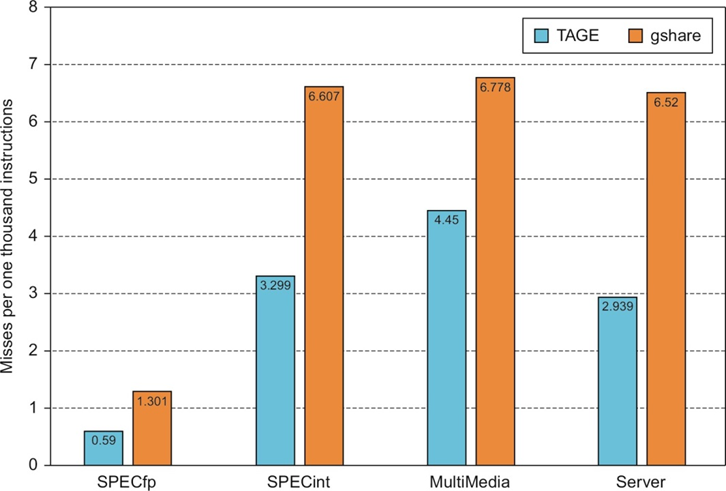 8
TAGE
gshare
7
6.778
6.607
6.52
6
5
4.45
4
3.299
3
2.939
2
1.301
1
0.59
0
Misses per one thousand instructions
SPECfp
SPECint
MultiMedia
Server